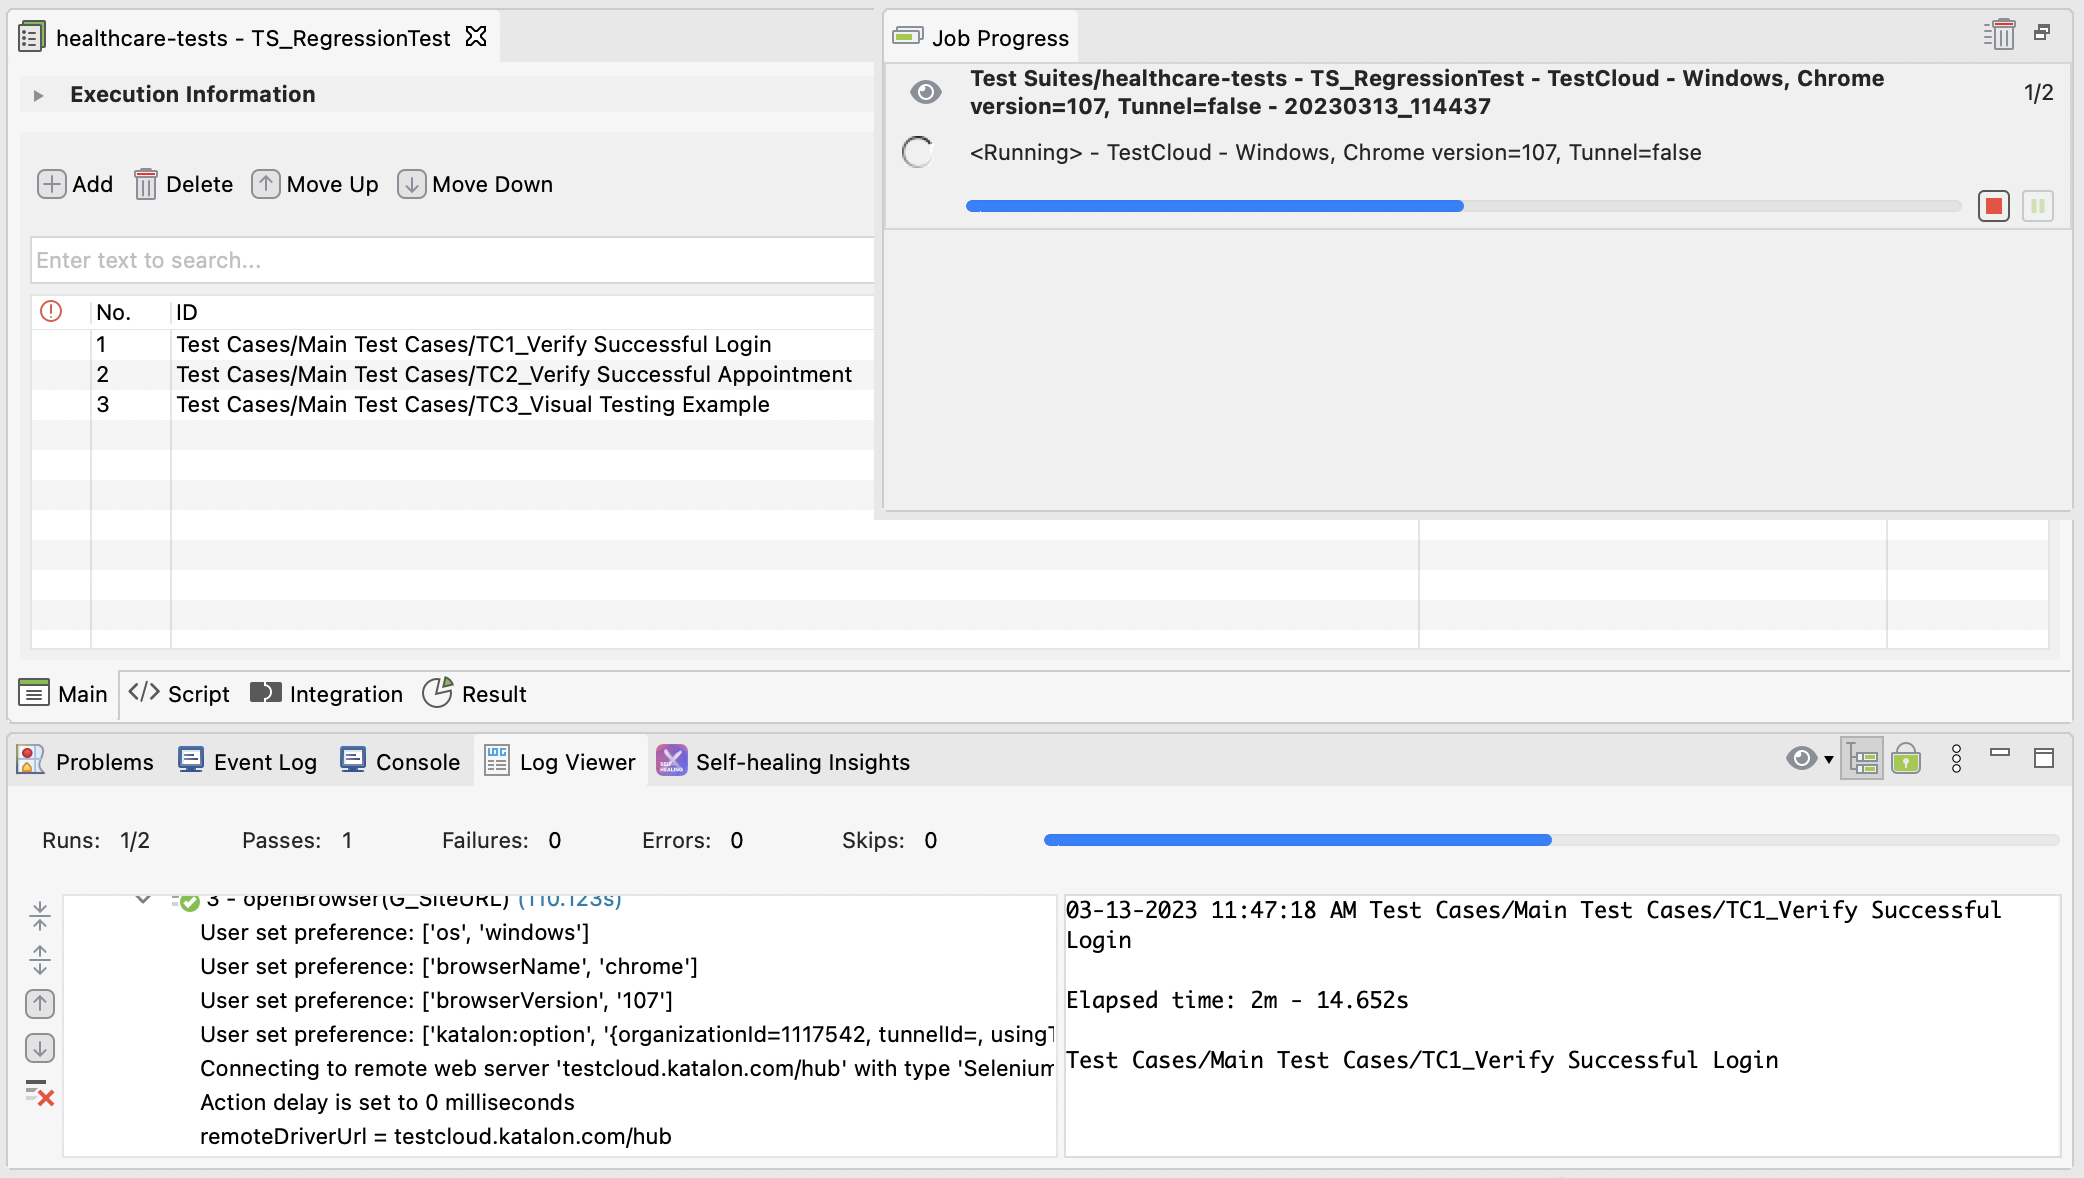 healthcare-tests - TS_RegressionTest
Execution Information
Add Delete Move Up Move Down
Enter text to search...
No. ID
1 Test Cases/Main Test Cases/TC1_Verify Successful Login
2 Test Cases/Main Test Cases/TC2_Verify Successful Appointment
3 Test Cases/Main Test Cases/TC3_Visual Testing Example
Job Progress
Test Suites/healthcare-tests - TS_RegressionTest - TestCloud - Windows, Chrome
version=107, Tunnel=false - 20230313_114437
1/2
<Running> - TestCloud - Windows, Chrome version=107, Tunnel=false
Main Script Integration Result
Problems Event Log Console Log Viewer Self-healing Insights
Runs: 1/2 Passes: 1 Failures: 0 Errors: 0 Skips: 0
3 - openBrowser(G_SiteURL) (110.123s)
User set preference: ['os', 'windows']
User set preference: ['browserName', 'chrome']
User set preference: ['browserVersion', '107']
User set preference: ['katalon:option', '{organizationId=1117542, tunnelId=, using
Connecting to remote web server 'testcloud.katalon.com/hub' with type 'Selenium
Action delay is set to 0 milliseconds
remoteDriverUrl = testcloud.katalon.com/hub
03-13-2023 11:47:18 AM Test Cases/Main Test Cases/TC1_Verify Successful
Login
Elapsed time: 2m - 14.652s
Test Cases/Main Test Cases/TC1_Verify Successful Login